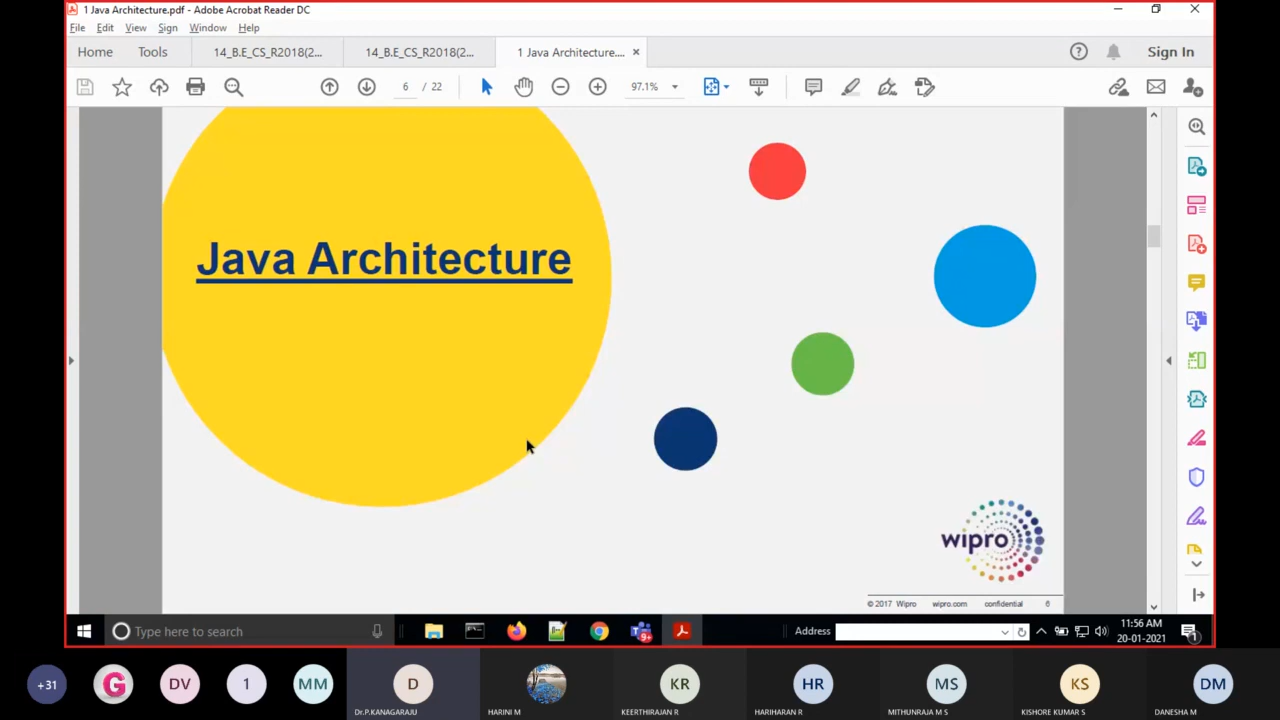 1 Java Architecture.pdf - Adobe Acrobat Reader DC
File Edit View Sign Window Help
Home Tools 14_B.E_CS_R2018(2... 14_B.E_CS_R2018(2... 1 Java Architecture.... Sign In
6 / 22 97.1%
Java Architecture
wipro
© 2017 Wipro wipro.com confidential 6
Type here to search Address 11:56 AM
20-01-2021
9+
1
+31 G DV 1 MM D KR HR MS KS DM
Dr.P.KANAGARAJU HARINI M KEERTHIRAJAN R HARIHARAN R MITHUNRAJA M S KISHORE KUMAR S DANESHA M